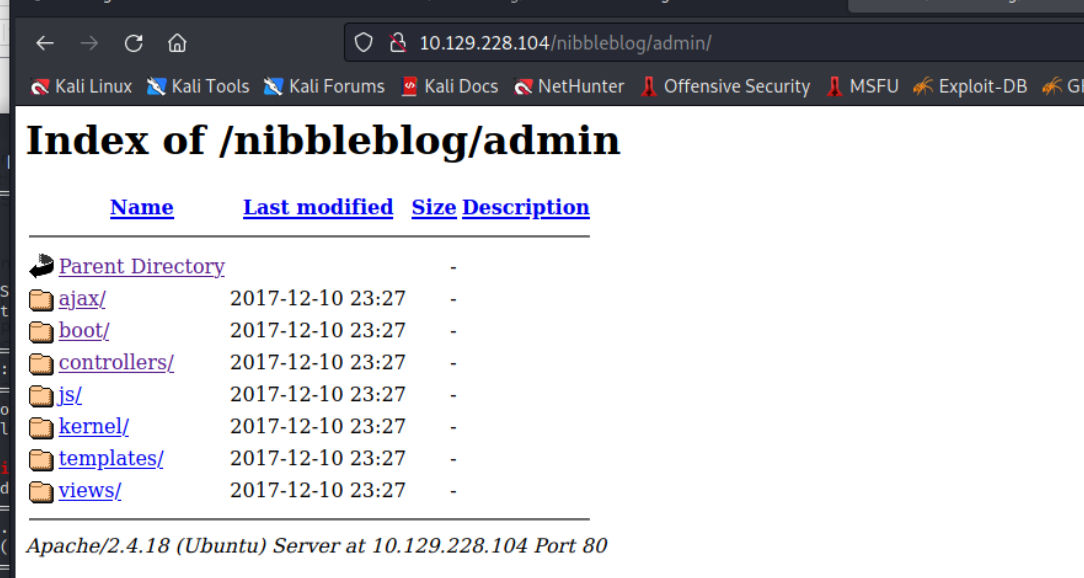 10.129.228.104/nibbleblog/admin/
Kali Linux Kali Tools Kali Forums Kali Docs NetHunter Offensive Security MSFU Exploit-DB
Index of /nibbleblog/admin
Name Last modified Size Description
Parent Directory -
ajax/ 2017-12-10 23:27 -
boot/ 2017-12-10 23:27 -
controllers/ 2017-12-10 23:27 -
js/ 2017-12-10 23:27 -
kernel/ 2017-12-10 23:27 -
templates/ 2017-12-10 23:27 -
views/ 2017-12-10 23:27 -
Apache/2.4.18 (Ubuntu) Server at 10.129.228.104 Port 80